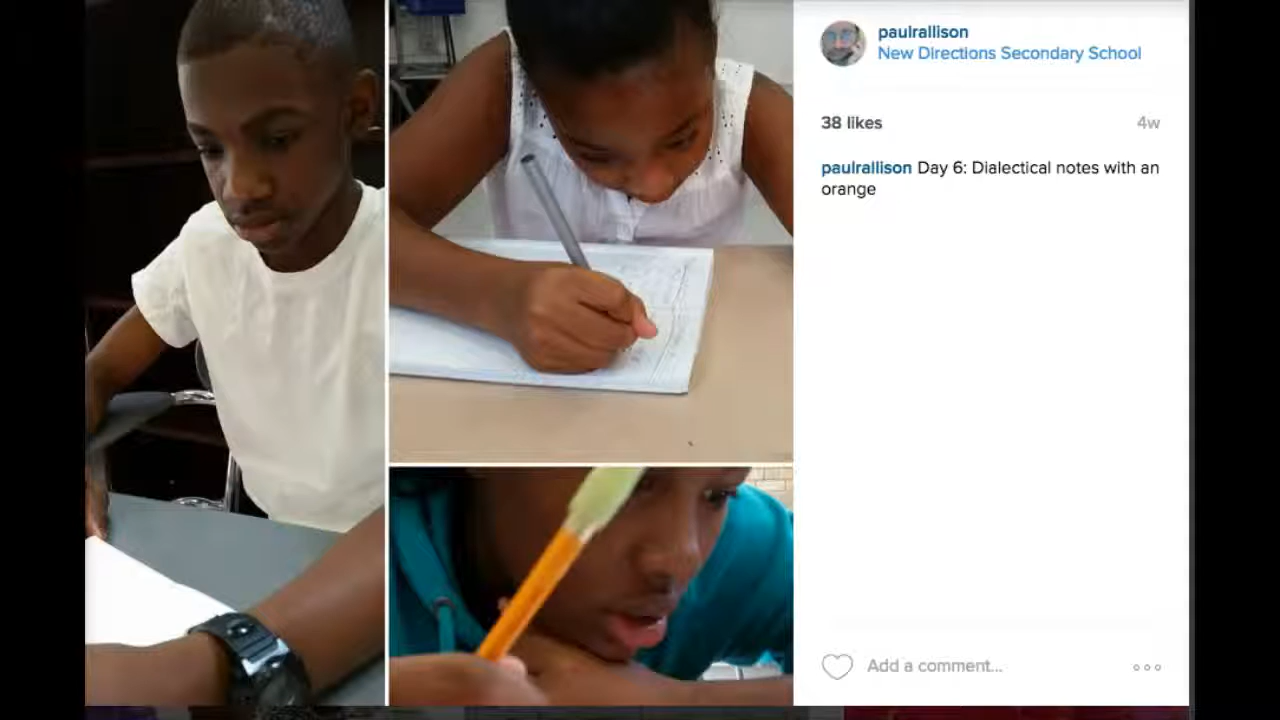 paulrallison
New Directions Secondary School
38 likes
4w
paulrallison Day 6: Dialectical notes with an
orange
Add a comment...